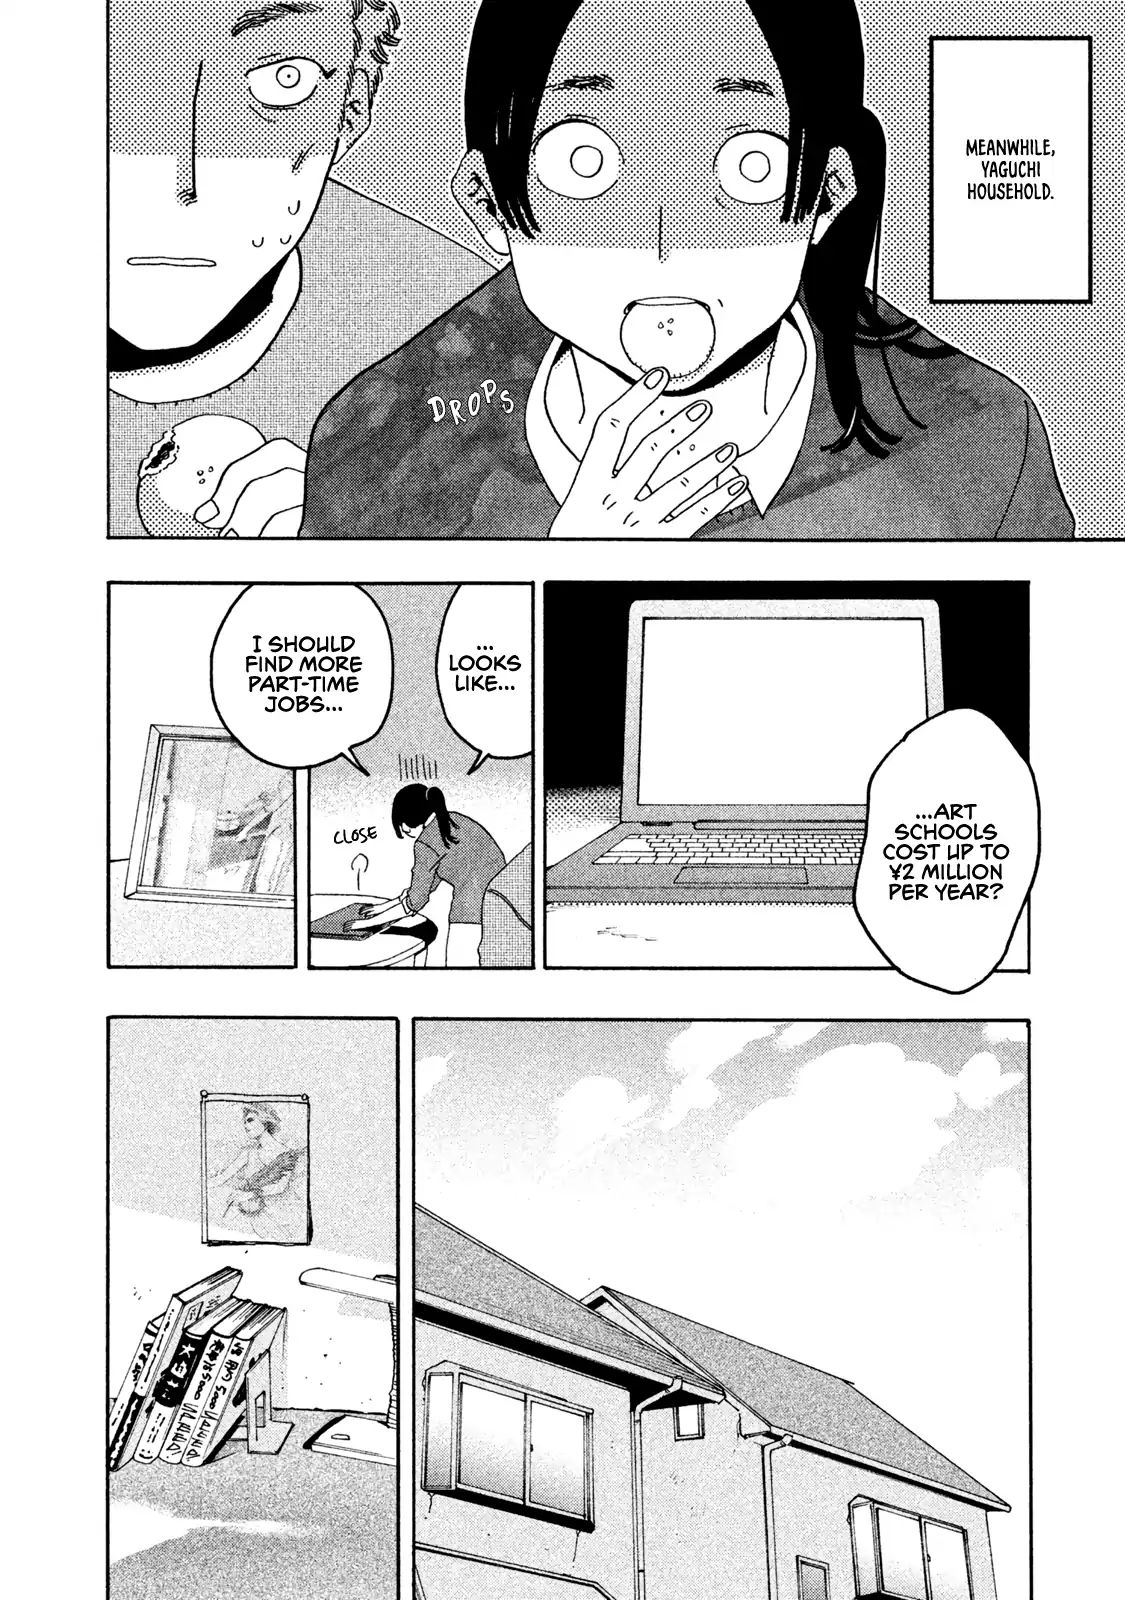 MEANWHILE,
YAGUCHI
HOUSEHOLD.
DROPS
...ART
SCHOOLS
COST UP TO
¥2 MILLION
PER YEAR?
...
LOOKS
LIKE...
I SHOULD
FIND MORE
PART-TIME
JOBS...
CLOSE